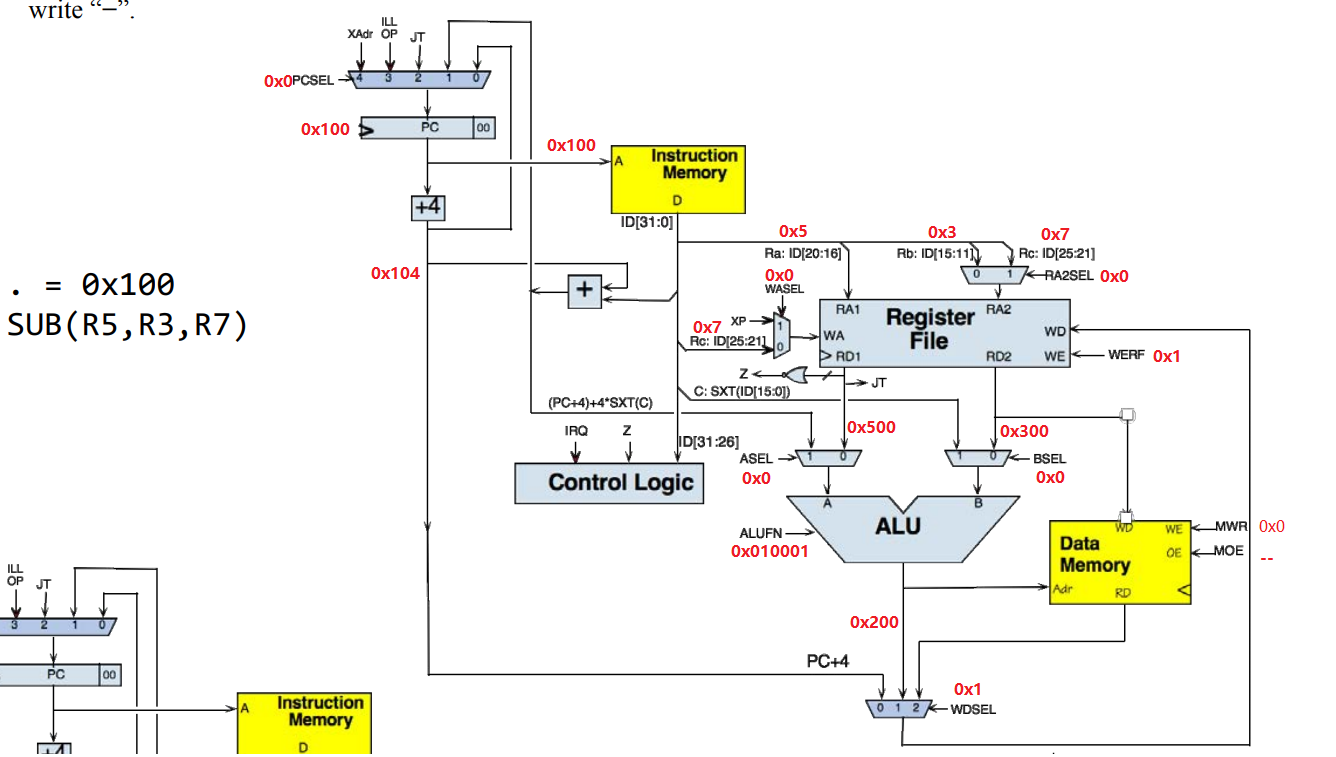 write “–”.
ILL
XAdr OP JT
0x0 PCSEL 4 3 2 1 0
0x100 PC 00
0x100
A Instruction
Memory
D
+4
ID[31:0]
0x5 0x3 0x7
Ra: ID[20:16] Rb: ID[15:11] Rc: ID[25:21]
0x104
0x0
WASEL
0 1 RA2SEL 0x0
+
. = 0x100
SUB(R5,R3,R7)
RA1 RA2
Register
File
WD
XP 1
0x7
WA
Rc: ID[25:21] 0
RD1 RD2 WE WERF 0x1
Z JT
C: SXT(ID[15:0])
(PC+4)+4*SXT(C)
0x500 0x300
IRQ Z ID[31:26]
ASEL 1 0 1 0 BSEL
0x0 0x0
Control Logic
A B
ALU
ALUFN
0x010001
WD WE MWR 0x0
Data
Memory
OE MOE --
Adr RD
0x200
PC+4
0x1
0 1 2 WDSEL
ILL
OP JT
3 2 1 0
PC 00
A Instruction
Memory
D
+4